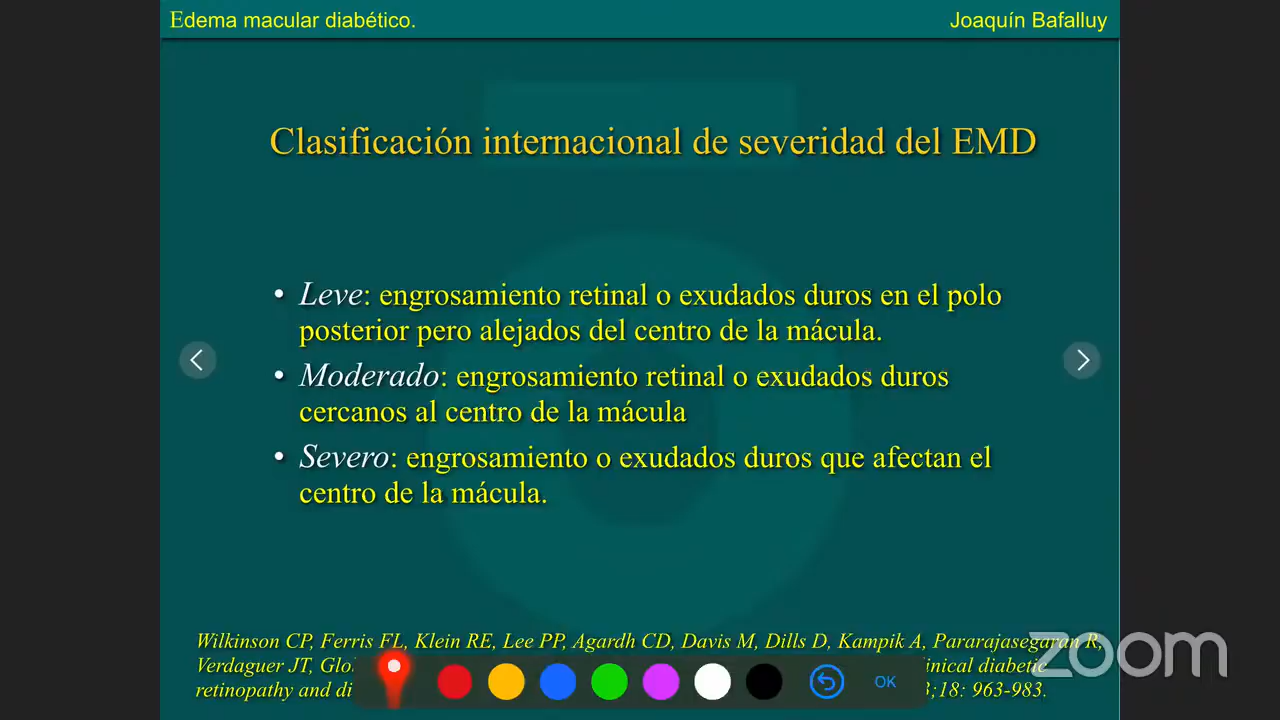 Edema macular diabético.
Joaquín Bafalluy
Clasificación internacional de severidad del EMD
• Leve: engrosamiento retinal o exudados duros en el polo
posterior pero alejados del centro de la mácula.
• Moderado: engrosamiento retinal o exudados duros
cercanos al centro de la mácula
• Severo: engrosamiento o exudados duros que afectan el
centro de la mácula.
Wilkinson CP, Ferris FL, Klein RE, Lee PP, Agardh CD, Davis M, Dills D, Kampik A, Pararajasegaran R,
Verdaguer JT, diabetic
retinopathy and 18: 963-983.
zoom
OK